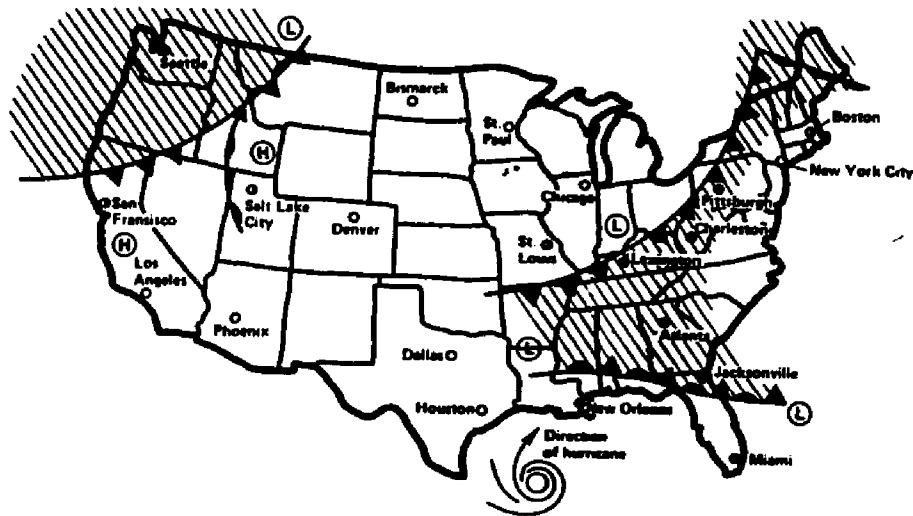 L
Seattle
Bismarck
St.
Paul
Boston
H
New York City
Chicago
Pittsburgh
San
Fransisco
Salt Lake
City
Denver
L
Charleston
St.
Louis
Lexington
H
Los
Angeles
Phoenix
Atlanta
Dallas
L
Jacksonville
Houston
New Orleans
L
Direction
of hurricane
Miami